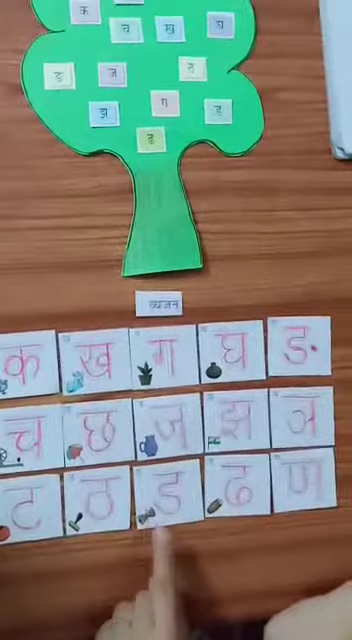 क
च ख घ
ङ ज ठ
झ ग ड
छ
व्यंजन
क ख ग घ ङ
च छ ज झ ञ
ट ठ ड ढ ण